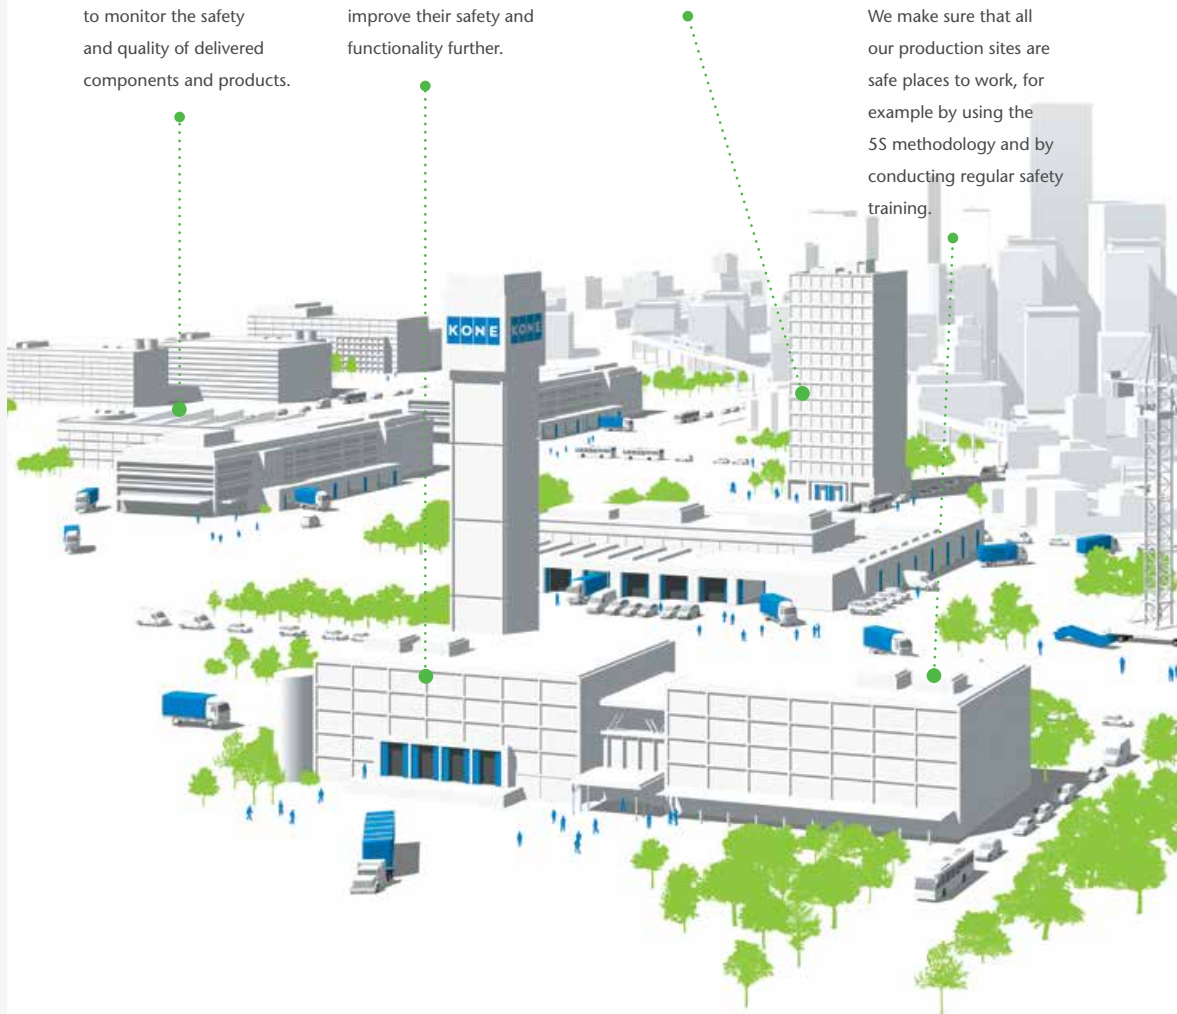 to monitor the safety
and quality of delivered
components and products.
improve their safety and
functionality further.
We make sure that all
our production sites are
safe places to work, for
example by using the
5S methodology and by
conducting regular safety
training.
KONE
KONE